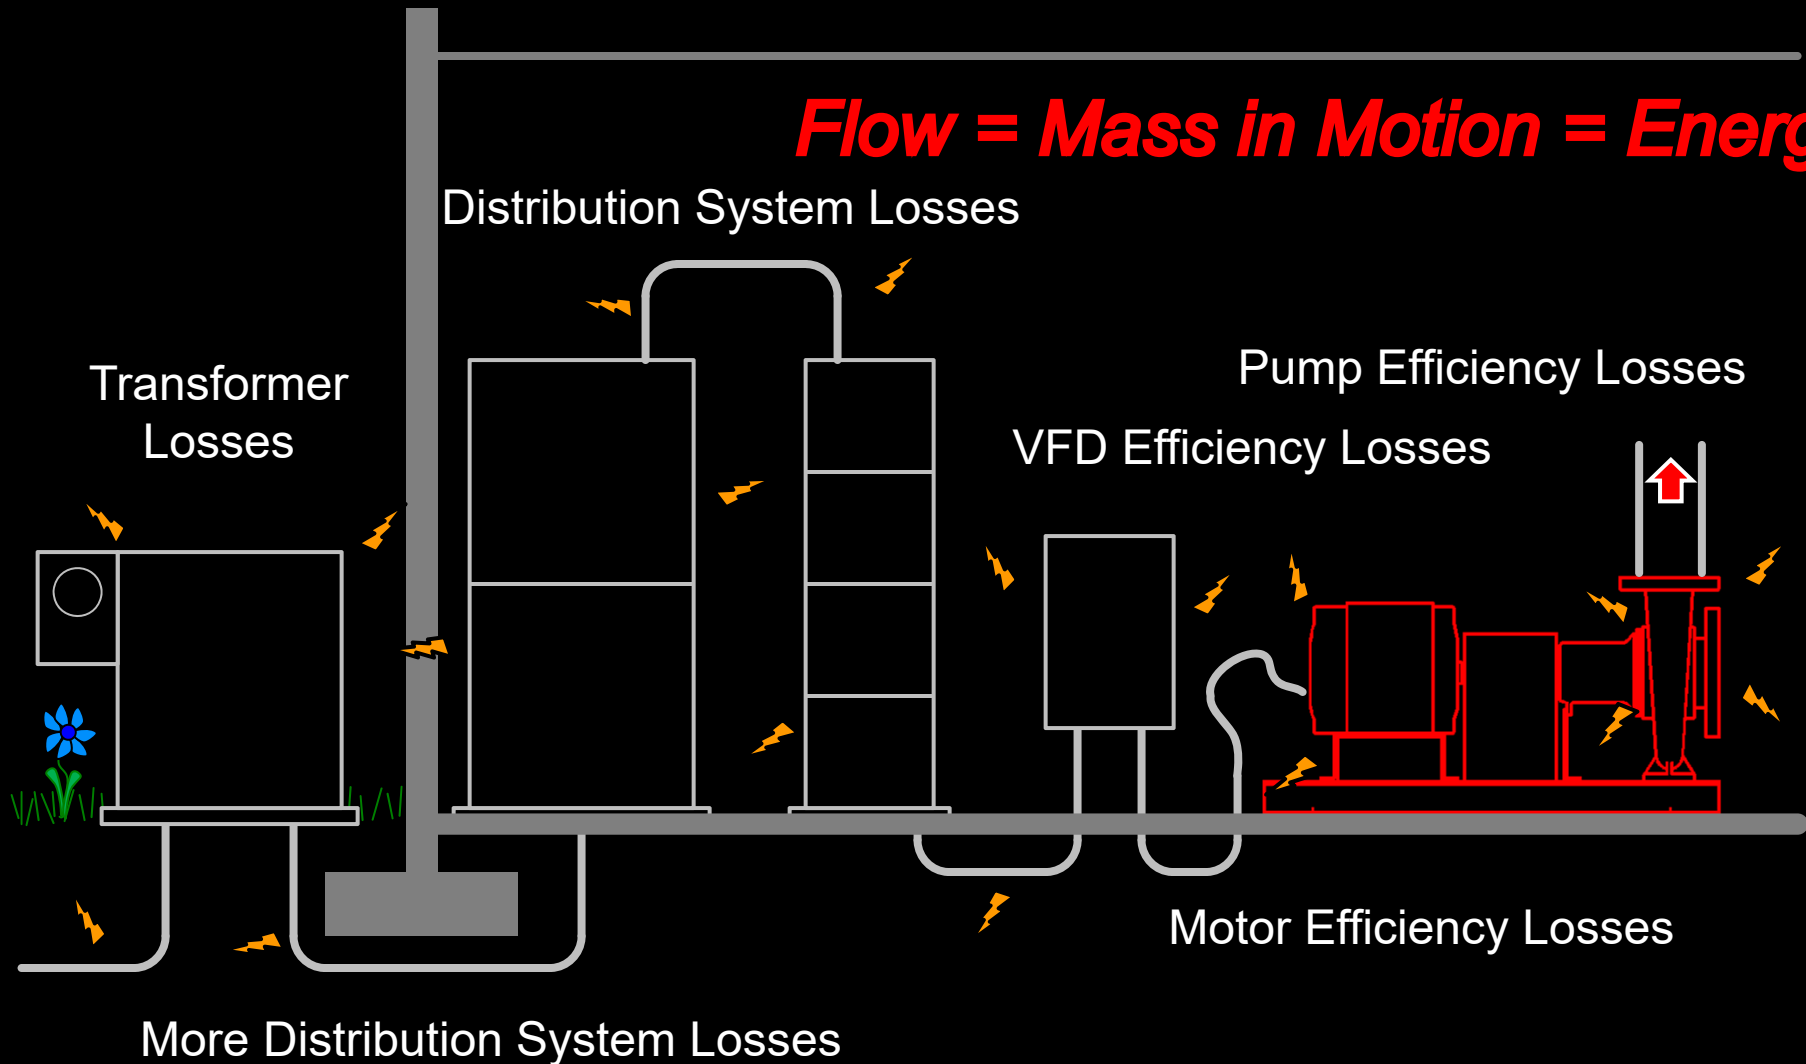 Flow = Mass in Motion = Energ
Distribution System Losses
Transformer
Losses
Pump Efficiency Losses
VFD Efficiency Losses
Motor Efficiency Losses
More Distribution System Losses